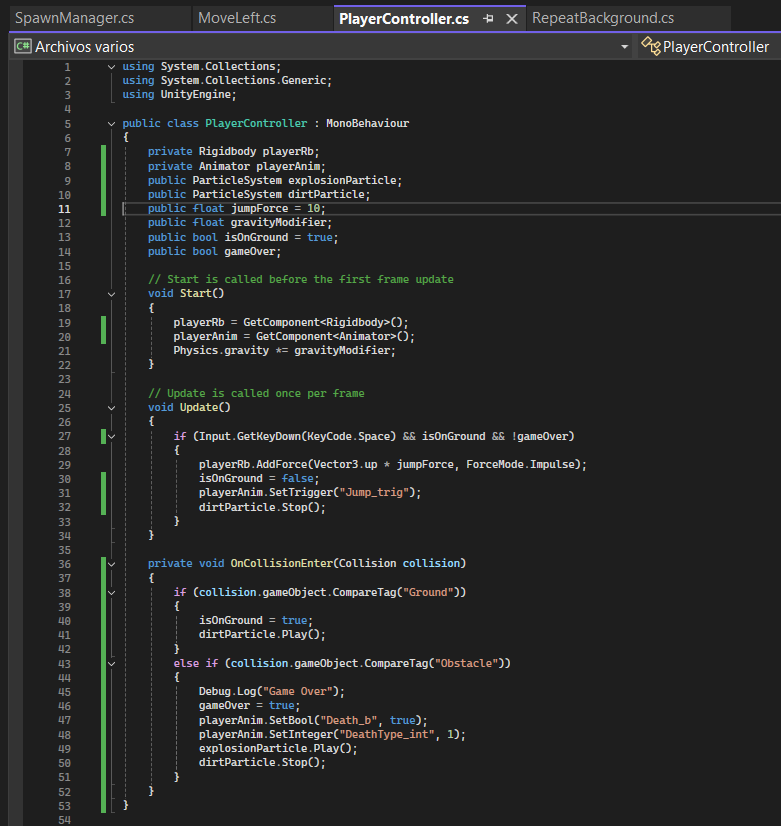 SpawnManager.cs MoveLeft.cs PlayerController.cs RepeatBackground.cs
C# Archivos varios PlayerController
1 using System.Collections;
2 using System.Collections.Generic;
3 using UnityEngine;
4
5 public class PlayerController : MonoBehaviour
6 {
7 private Rigidbody playerRb;
8 private Animator playerAnim;
9 public ParticleSystem explosionParticle;
10 public ParticleSystem dirtParticle;
11 public float jumpForce = 10;
12 public float gravityModifier;
13 public bool isOnGround = true;
14 public bool gameOver;
15
16 // Start is called before the first frame update
17 void Start()
18 {
19 playerRb = GetComponent<Rigidbody>();
20 playerAnim = GetComponent<Animator>();
21 Physics.gravity *= gravityModifier;
22 }
23
24 // Update is called once per frame
25 void Update()
26 {
27 if (Input.GetKeyDown(KeyCode.Space) && isOnGround && !gameOver)
28 {
29 playerRb.AddForce(Vector3.up * jumpForce, ForceMode.Impulse);
30 isOnGround = false;
31 playerAnim.SetTrigger("Jump_trig");
32 dirtParticle.Stop();
33 }
34 }
35
36 private void OnCollisionEnter(Collision collision)
37 {
38 if (collision.gameObject.CompareTag("Ground"))
39 {
40 isOnGround = true;
41 dirtParticle.Play();
42 }
43 else if (collision.gameObject.CompareTag("Obstacle"))
44 {
45 Debug.Log("Game Over");
46 gameOver = true;
47 playerAnim.SetBool("Death_b", true);
48 playerAnim.SetInteger("DeathType_int", 1);
49 explosionParticle.Play();
50 dirtParticle.Stop();
51 }
52 }
53 }
54